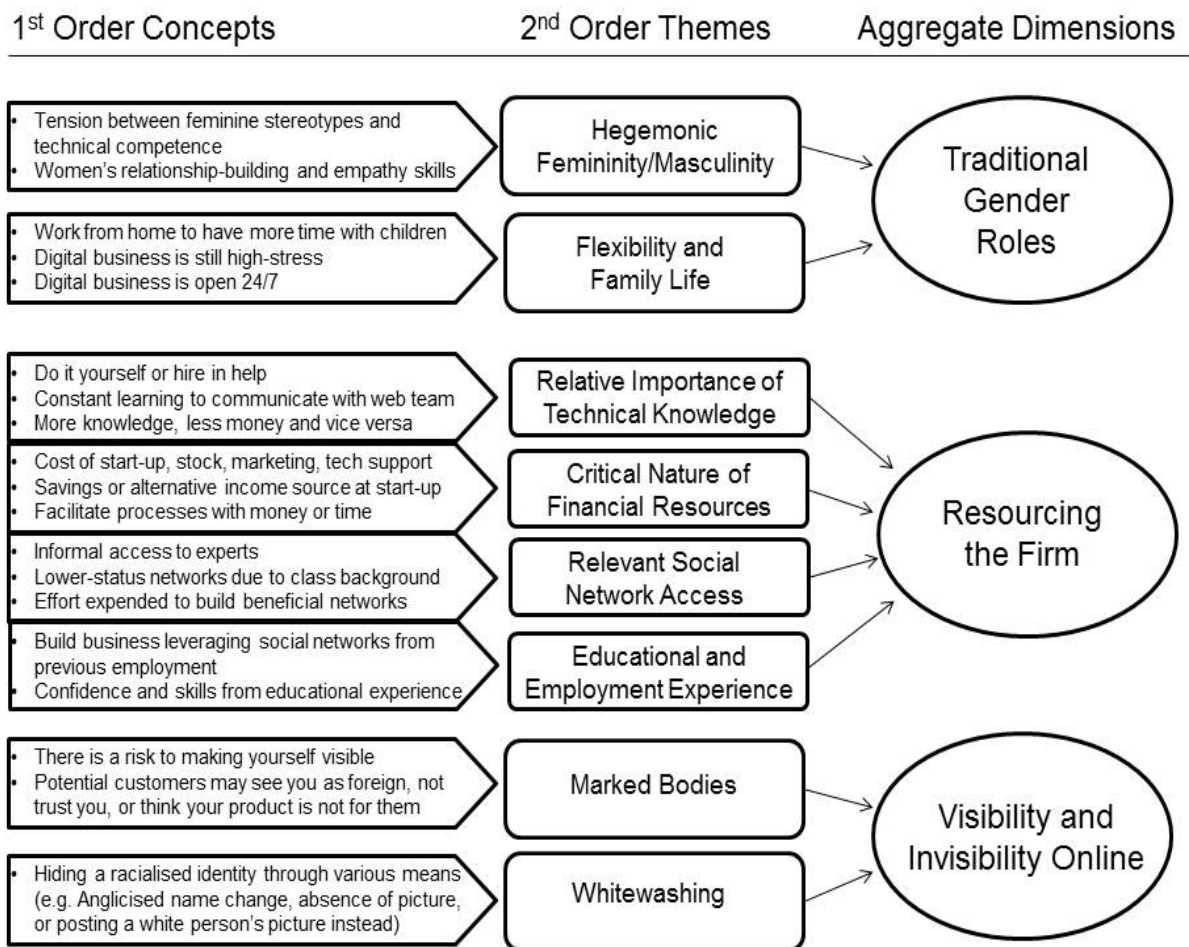 1st Order Concepts
2nd Order Themes
Aggregate Dimensions
• Tension between feminine stereotypes and
technical competence
• Women's relationship-building and empathy skills
Hegemonic
Femininity/Masculinity
• Work from home to have more time with children
• Digital business is still high-stress
• Digital business is open 24/7
Flexibility and
Family Life
Traditional
Gender
Roles
• Do it yourself or hire in help
• Constant learning to communicate with web team
• More knowledge, less money and vice versa
Relative Importance of
Technical Knowledge
• Cost of start-up, stock, marketing, tech support
• Savings or alternative income source at start-up
• Facilitate processes with money or time
Critical Nature of
Financial Resources
• Informal access to experts
• Lower-status networks due to class background
• Effort expended to build beneficial networks
Relevant Social
Network Access
• Build business leveraging social networks from
previous employment
• Confidence and skills from educational experience
Educational and
Employment Experience
Resourcing
the Firm
• There is a risk to making yourself visible
• Potential customers may see you as foreign, not
trust you, or think your product is not for them
Marked Bodies
• Hiding a racialised identity through various means
(e.g. Anglicised name change, absence of picture,
or posting a white person's picture instead)
Whitewashing
Visibility and
Invisibility Online